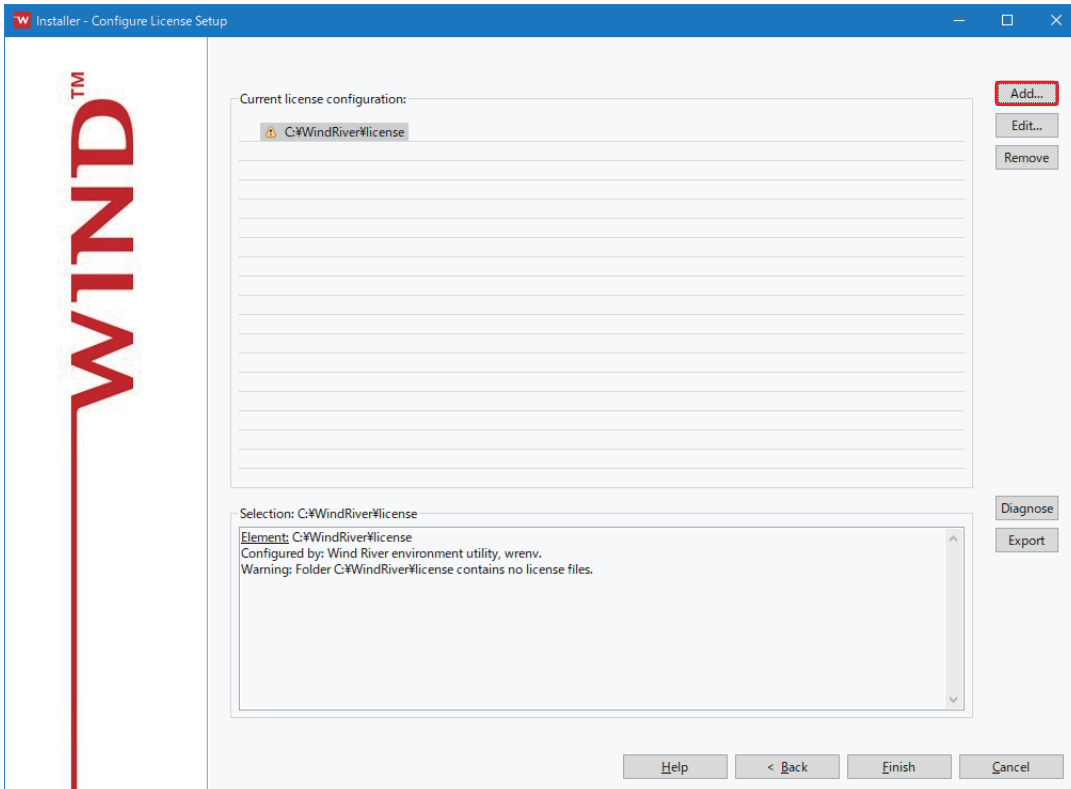 Installer - Configure License Setup
WIND™
Current license configuration:
C:¥WindRiver¥license
Add...
Edit...
Remove
Selection: C:¥WindRiver¥license
Element: C:¥WindRiver¥license
Configured by: Wind River environment utility, wrenv.
Warning: Folder C:¥WindRiver¥license contains no license files.
Diagnose
Export
Help
< Back
Finish
Cancel